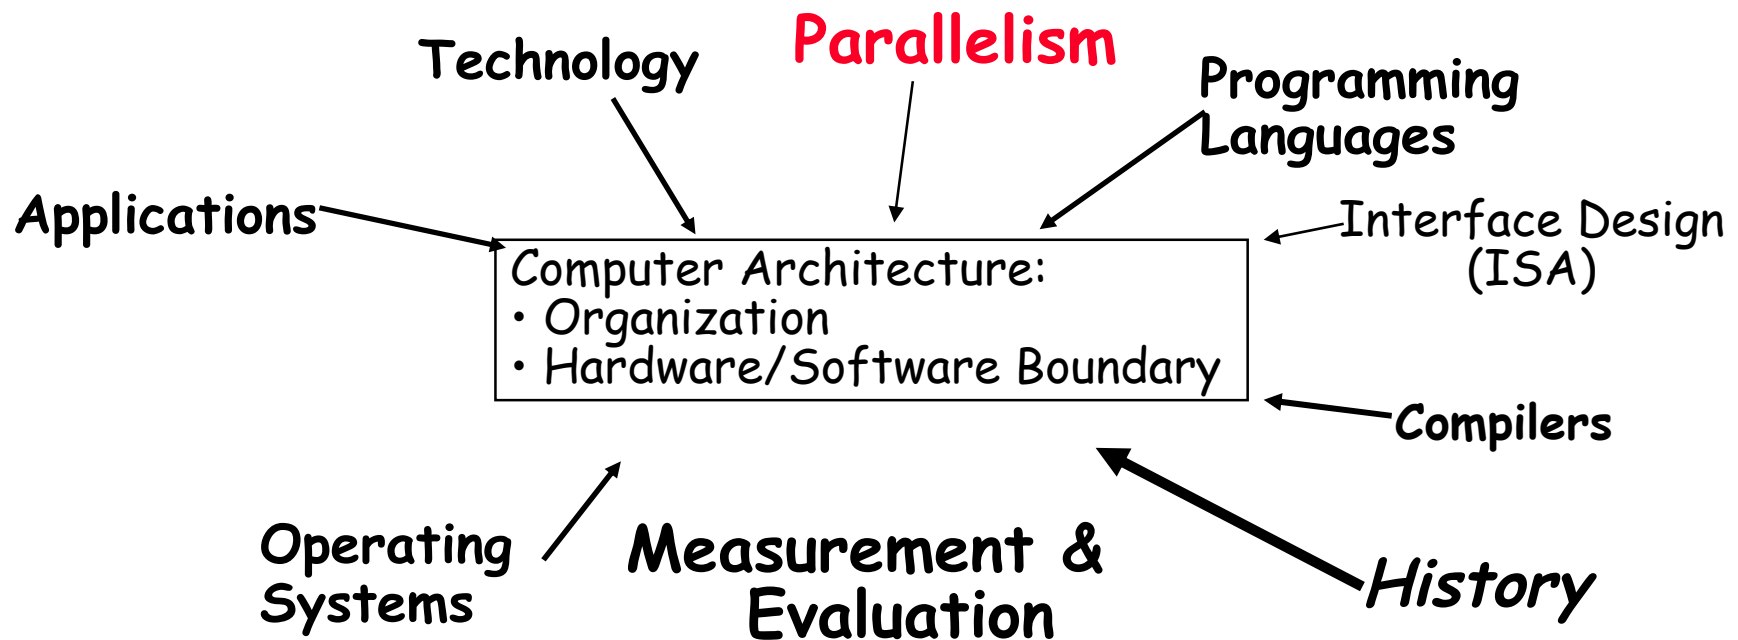 Parallelism
Technology
Programming
Languages
Applications
Interface Design
(ISA)
Computer Architecture:
• Organization
• Hardware/Software Boundary
Compilers
Operating
Systems
Measurement &
Evaluation
History